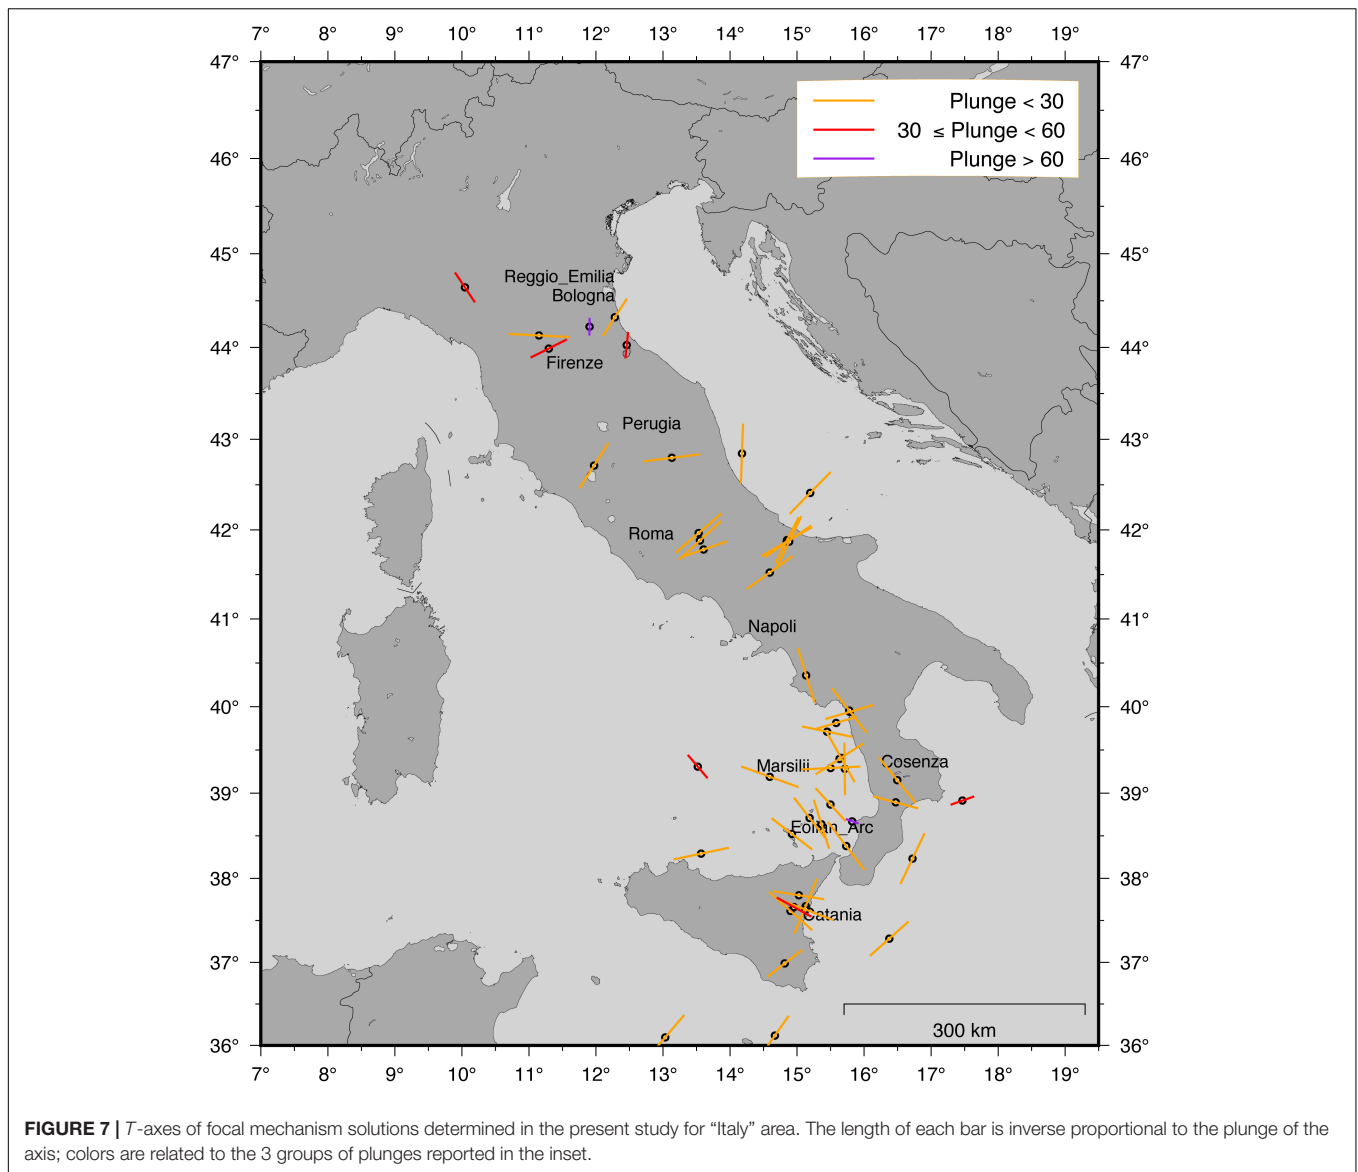 7° 8° 9° 10° 11° 12° 13° 14° 15° 16° 17° 18° 19°
47° 47°
Plunge < 30
30 ≤ Plunge < 60
Plunge > 60
46° 46°
45° 45°
Reggio_Emilia
Bologna
44° 44°
Firenze
43° 43°
Perugia
42° 42°
Roma
41° 41°
Napoli
40° 40°
Marsilii Cosenza
39° 39°
Eolian_Arc
38° 38°
Catania
37° 37°
300 km
36° 36°
7° 8° 9° 10° 11° 12° 13° 14° 15° 16° 17° 18° 19°
FIGURE 7 | T-axes of focal mechanism solutions determined in the present study for “Italy” area. The length of each bar is inverse proportional to the plunge of the
axis; colors are related to the 3 groups of plunges reported in the inset.